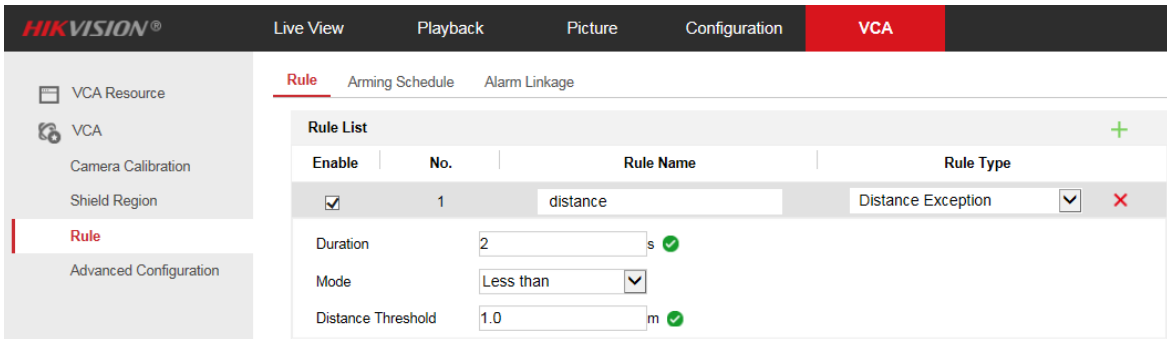 HIKVISION® Live View Playback Picture Configuration VCA
Rule Arming Schedule Alarm Linkage
VCA Resource
VCA
Camera Calibration
Shield Region
Rule
Advanced Configuration
Rule List
Enable No. Rule Name Rule Type
1 distance Distance Exception
Duration 2 s
Mode Less than
Distance Threshold 1.0 m